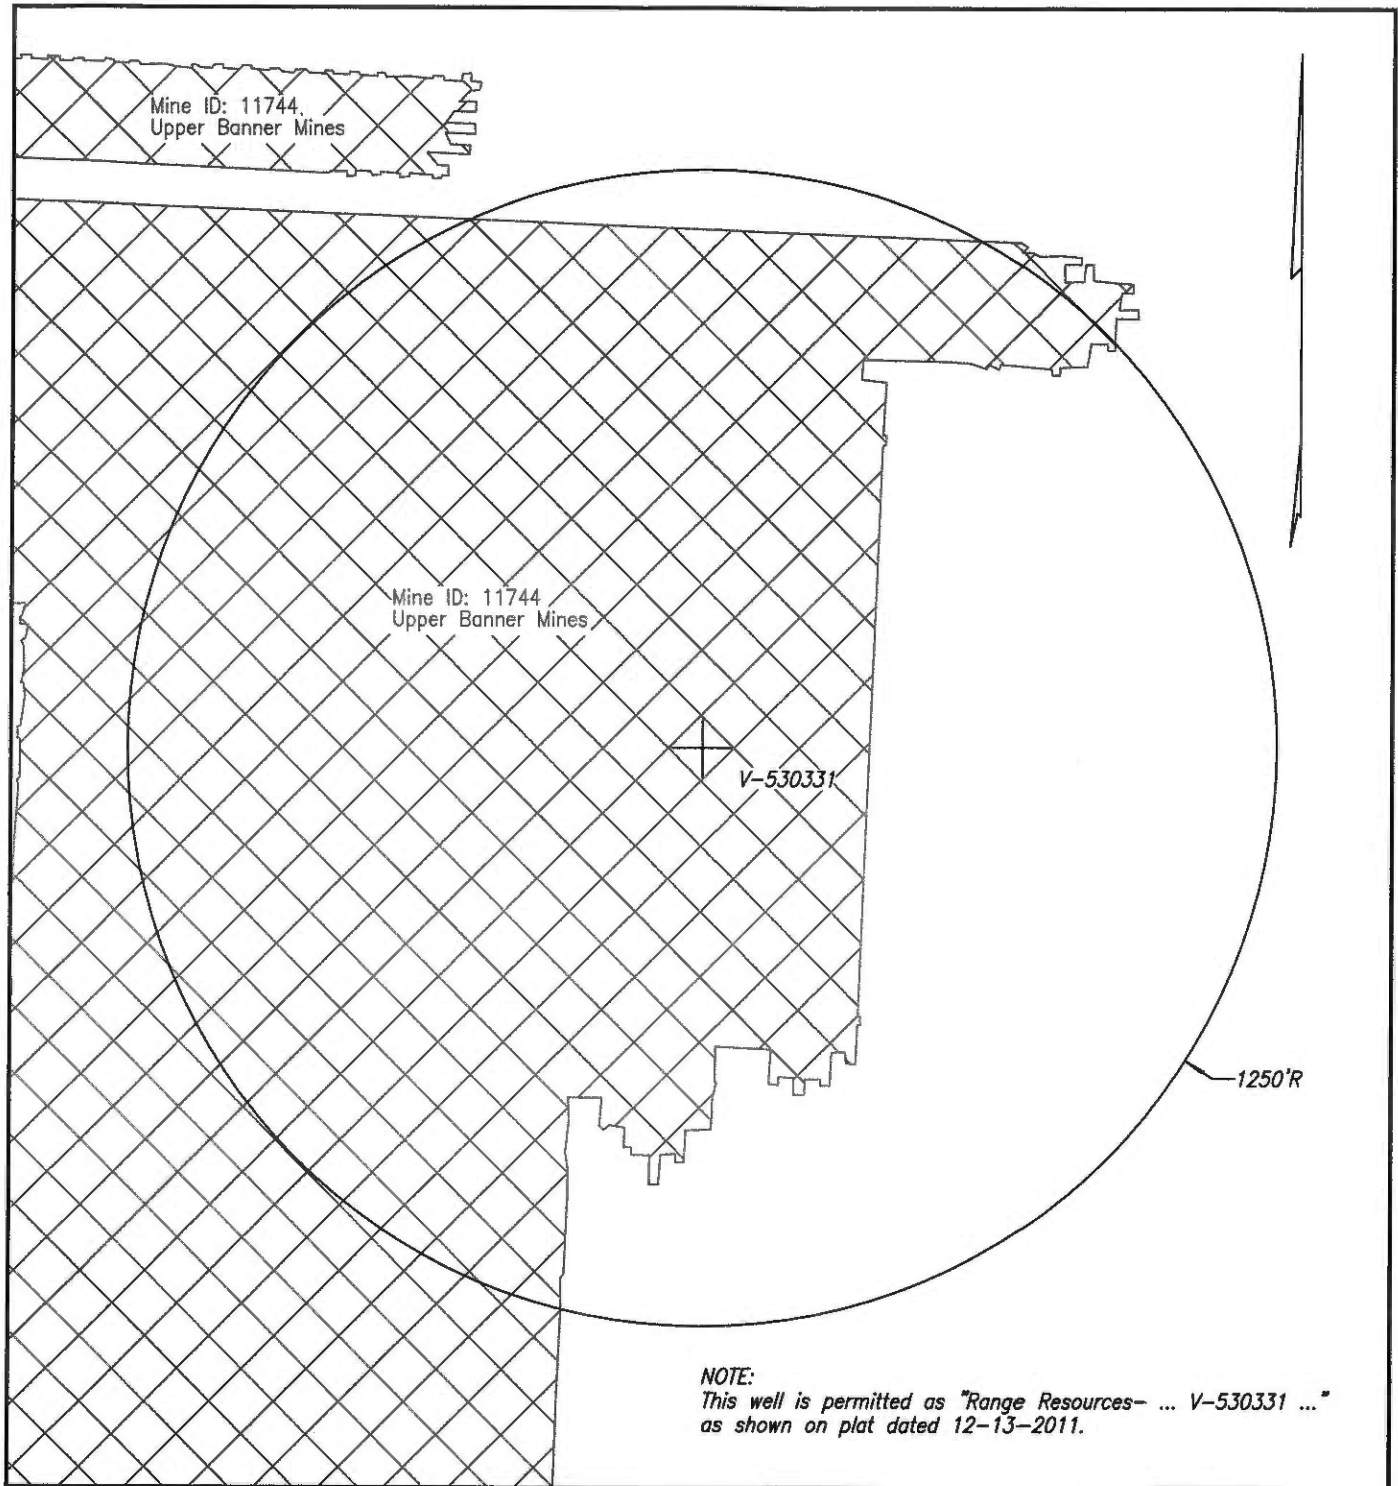 Mine ID: 11744
Upper Banner Mines
Mine ID: 11744
Upper Banner Mines
V-530331
1250'R
NOTE:
This well is permitted as "Range Resources- ... V-530331 ..."
as shown on plat dated 12-13-2011.